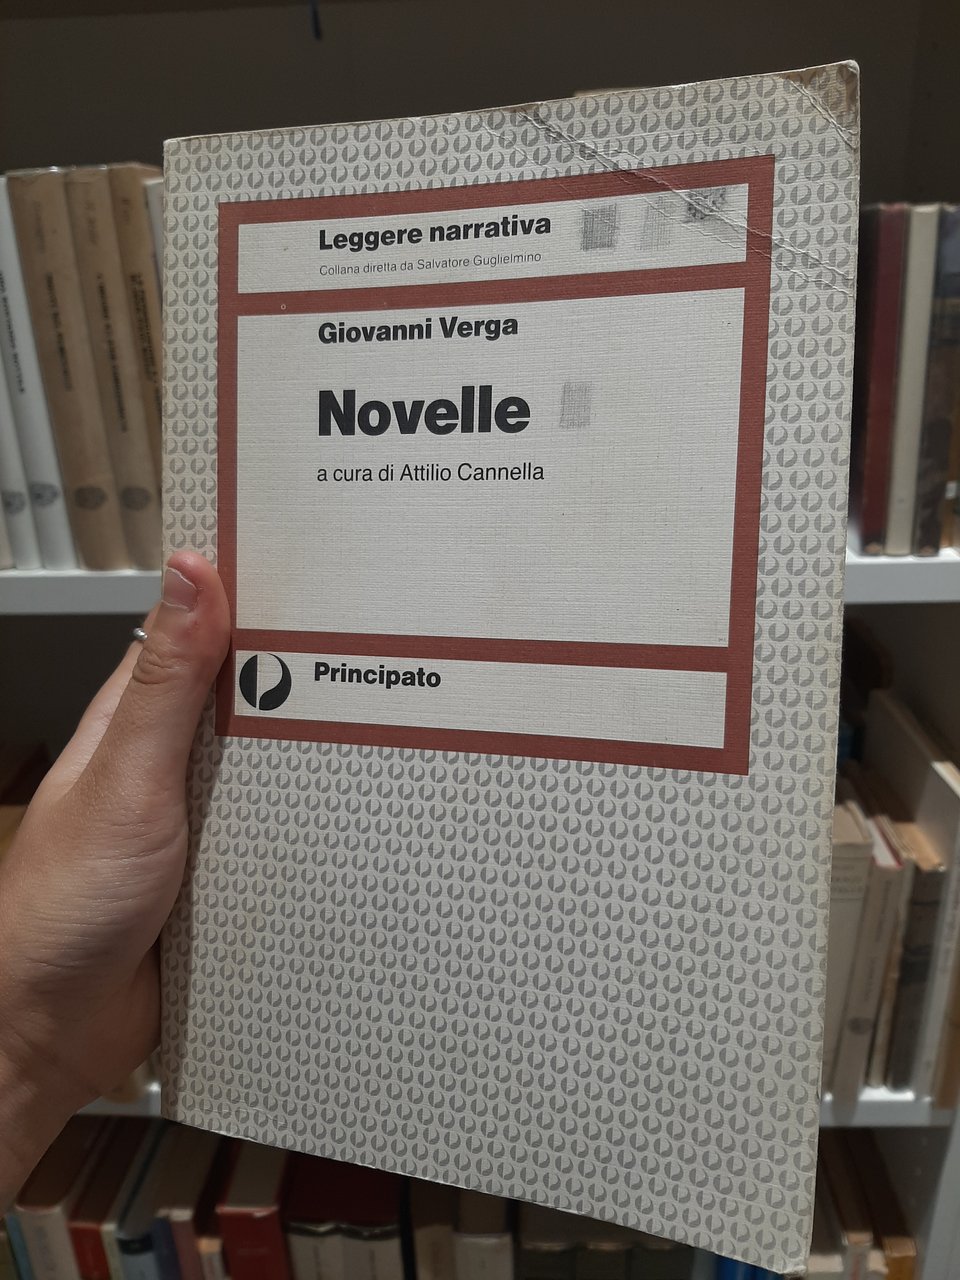 Leggere narrativa
Collana diretta da Salvatore Guglielmino
Giovanni Verga
Novelle
a cura di Attilio Cannella
Principato